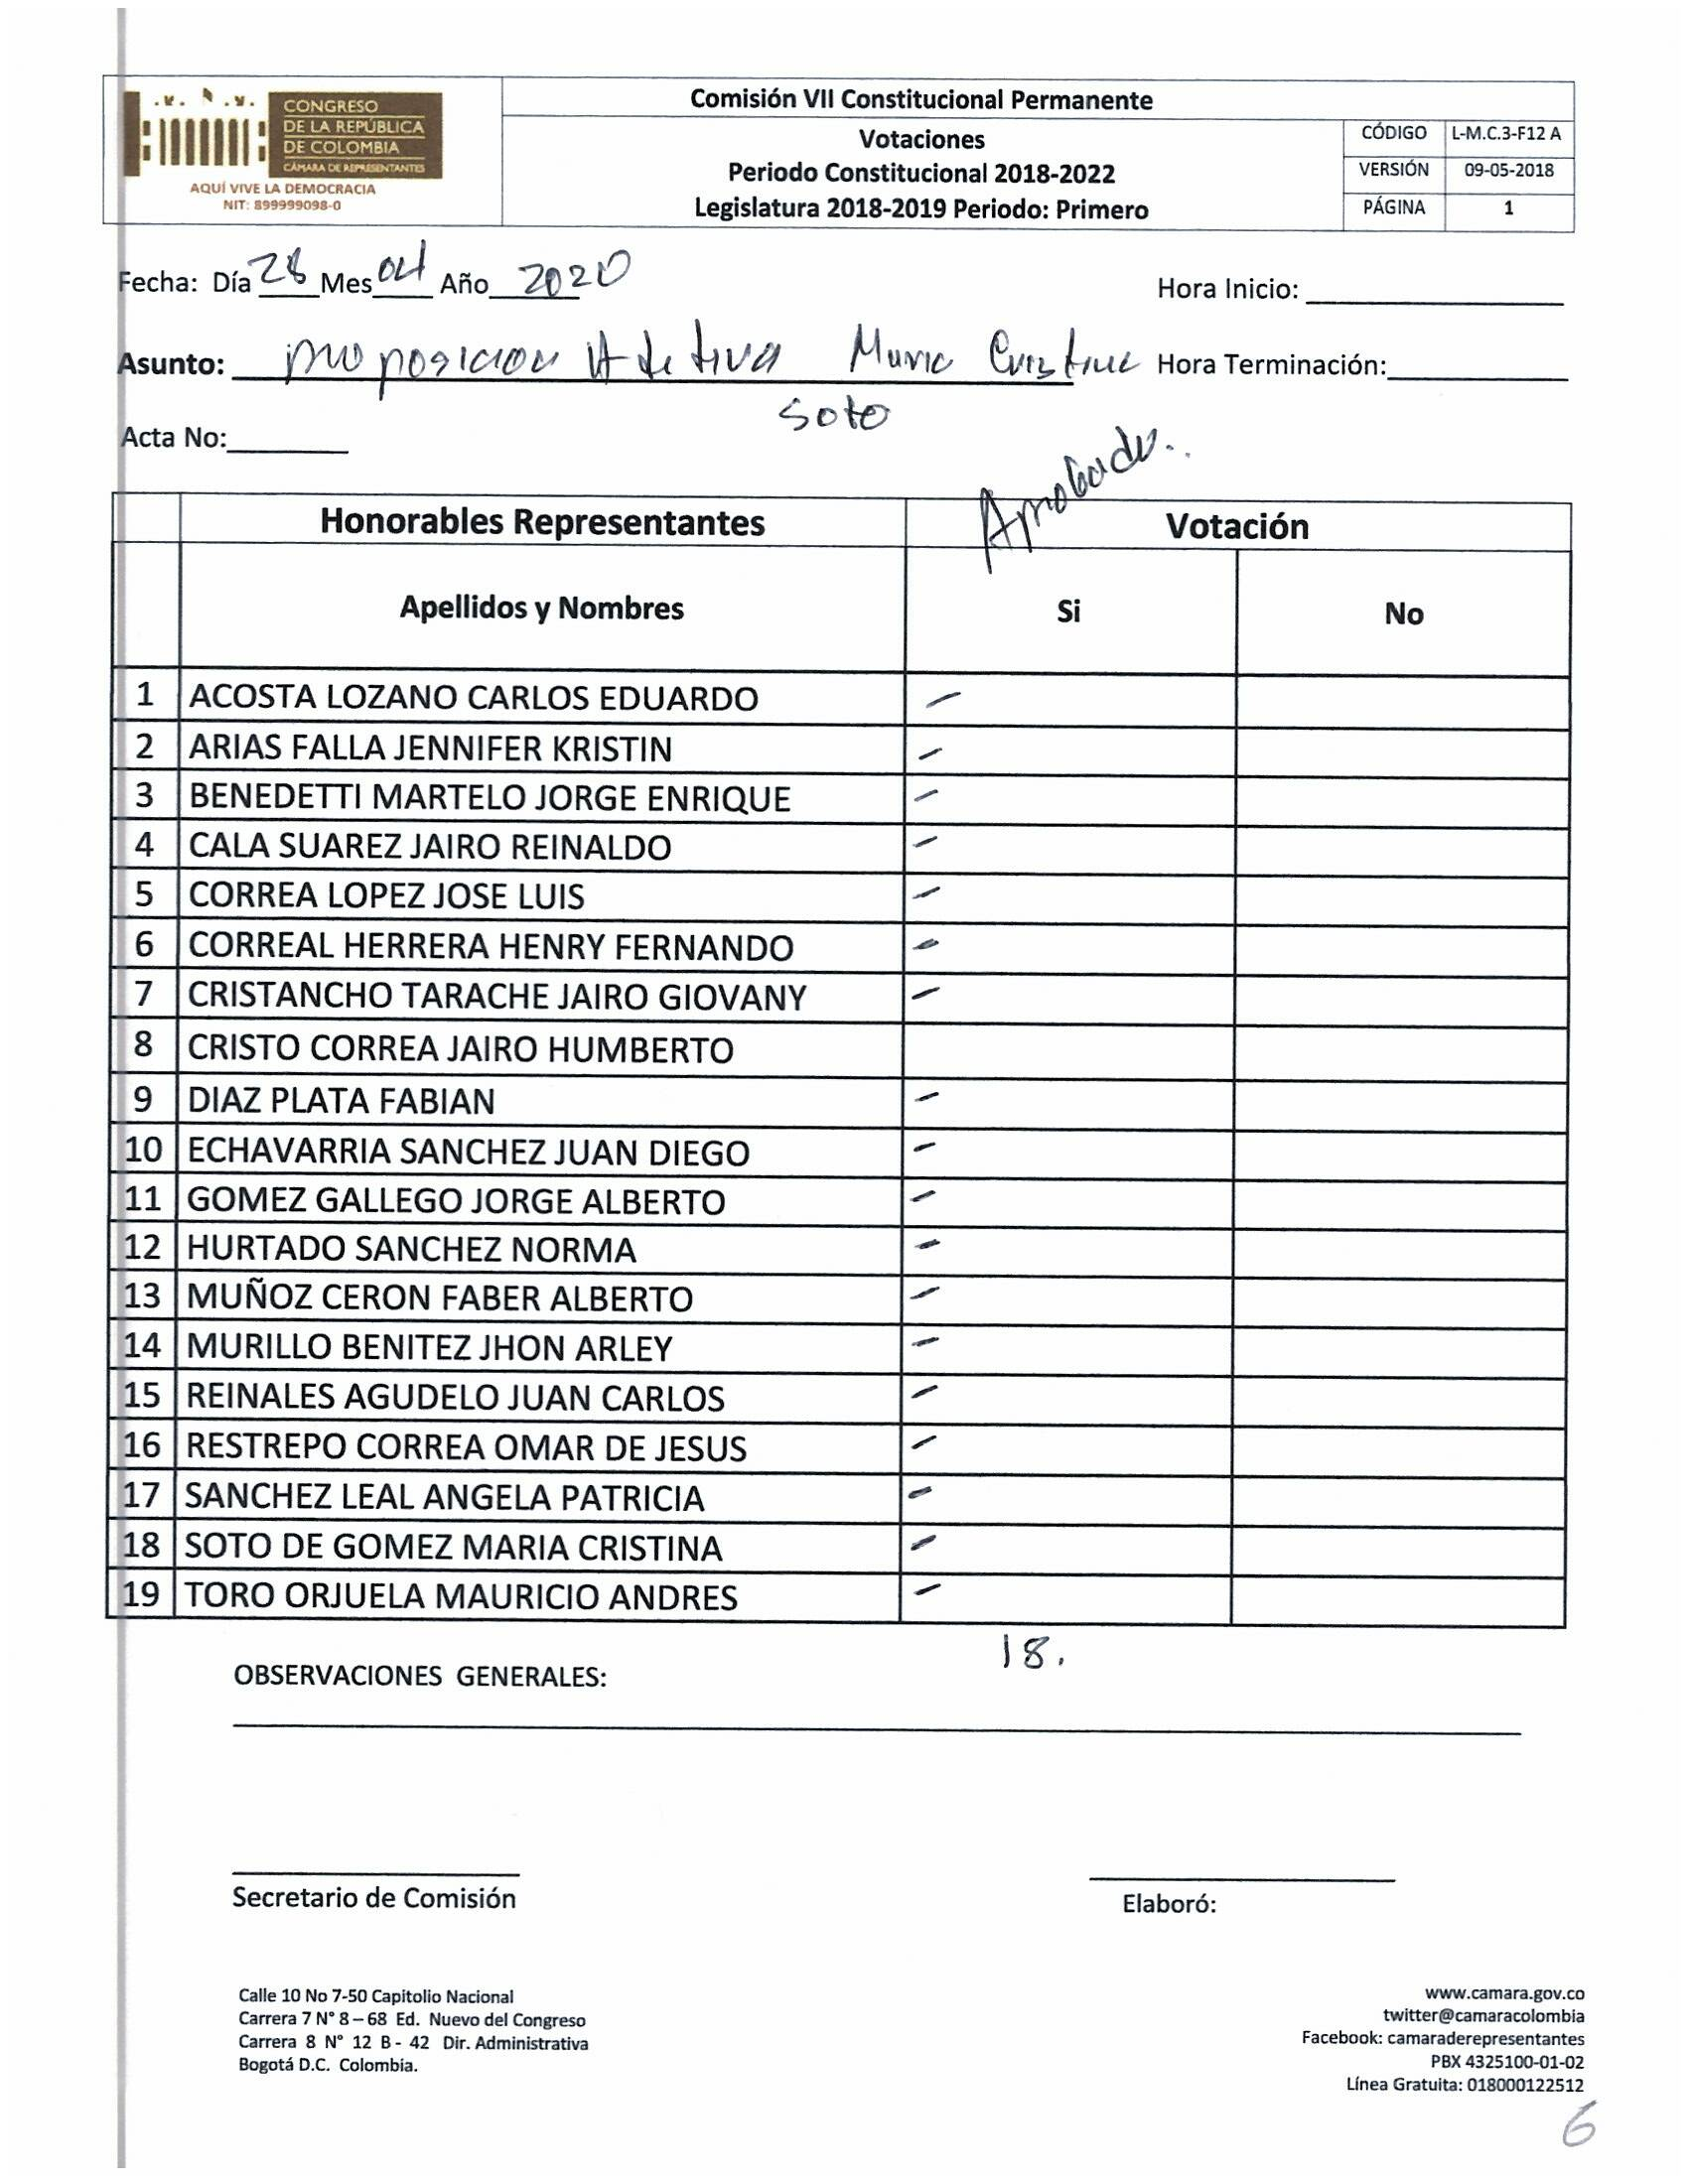 CONGRESO
DE LA REPÚBLICA
DE COLOMBIA
CÁMARA DE REPRESENTANTES
AQUÍ VIVE LA DEMOCRACIA
NIT: 899999098-0
Comisión VII Constitucional Permanente
Votaciones
Periodo Constitucional 2018-2022
Legislatura 2018-2019 Periodo: Primero
CÓDIGO L-M.C.3-F12 A
VERSIÓN 09-05-2018
PÁGINA 1
Fecha: Día 28 Mes 04 Año 2020 Hora Inicio:
Asunto: proposicion Aditiva Maria Cristina Hora Terminación:
Soto
Acta No:
Aprobado.
Honorables Representantes Votación
Apellidos y Nombres Si No
1 ACOSTA LOZANO CARLOS EDUARDO
2 ARIAS FALLA JENNIFER KRISTIN
3 BENEDETTI MARTELO JORGE ENRIQUE
4 CALA SUAREZ JAIRO REINALDO
5 CORREA LOPEZ JOSE LUIS
6 CORREAL HERRERA HENRY FERNANDO
7 CRISTANCHO TARACHE JAIRO GIOVANY
8 CRISTO CORREA JAIRO HUMBERTO
9 DIAZ PLATA FABIAN
10 ECHAVARRIA SANCHEZ JUAN DIEGO
11 GOMEZ GALLEGO JORGE ALBERTO
12 HURTADO SANCHEZ NORMA
13 MUÑOZ CERON FABER ALBERTO
14 MURILLO BENITEZ JHON ARLEY
15 REINALES AGUDELO JUAN CARLOS
16 RESTREPO CORREA OMAR DE JESUS
17 SANCHEZ LEAL ANGELA PATRICIA
18 SOTO DE GOMEZ MARIA CRISTINA
19 TORO ORJUELA MAURICIO ANDRES
18.
OBSERVACIONES GENERALES:
Secretario de Comisión
Elaboró:
Calle 10 No 7-50 Capitolio Nacional
Carrera 7 N° 8 – 68 Ed. Nuevo del Congreso
Carrera 8 N° 12 B - 42 Dir. Administrativa
Bogotá D.C. Colombia.
www.camara.gov.co
twitter@camaracolombia
Facebook: camaraderepresentantes
PBX 4325100-01-02
Línea Gratuita: 018000122512
6